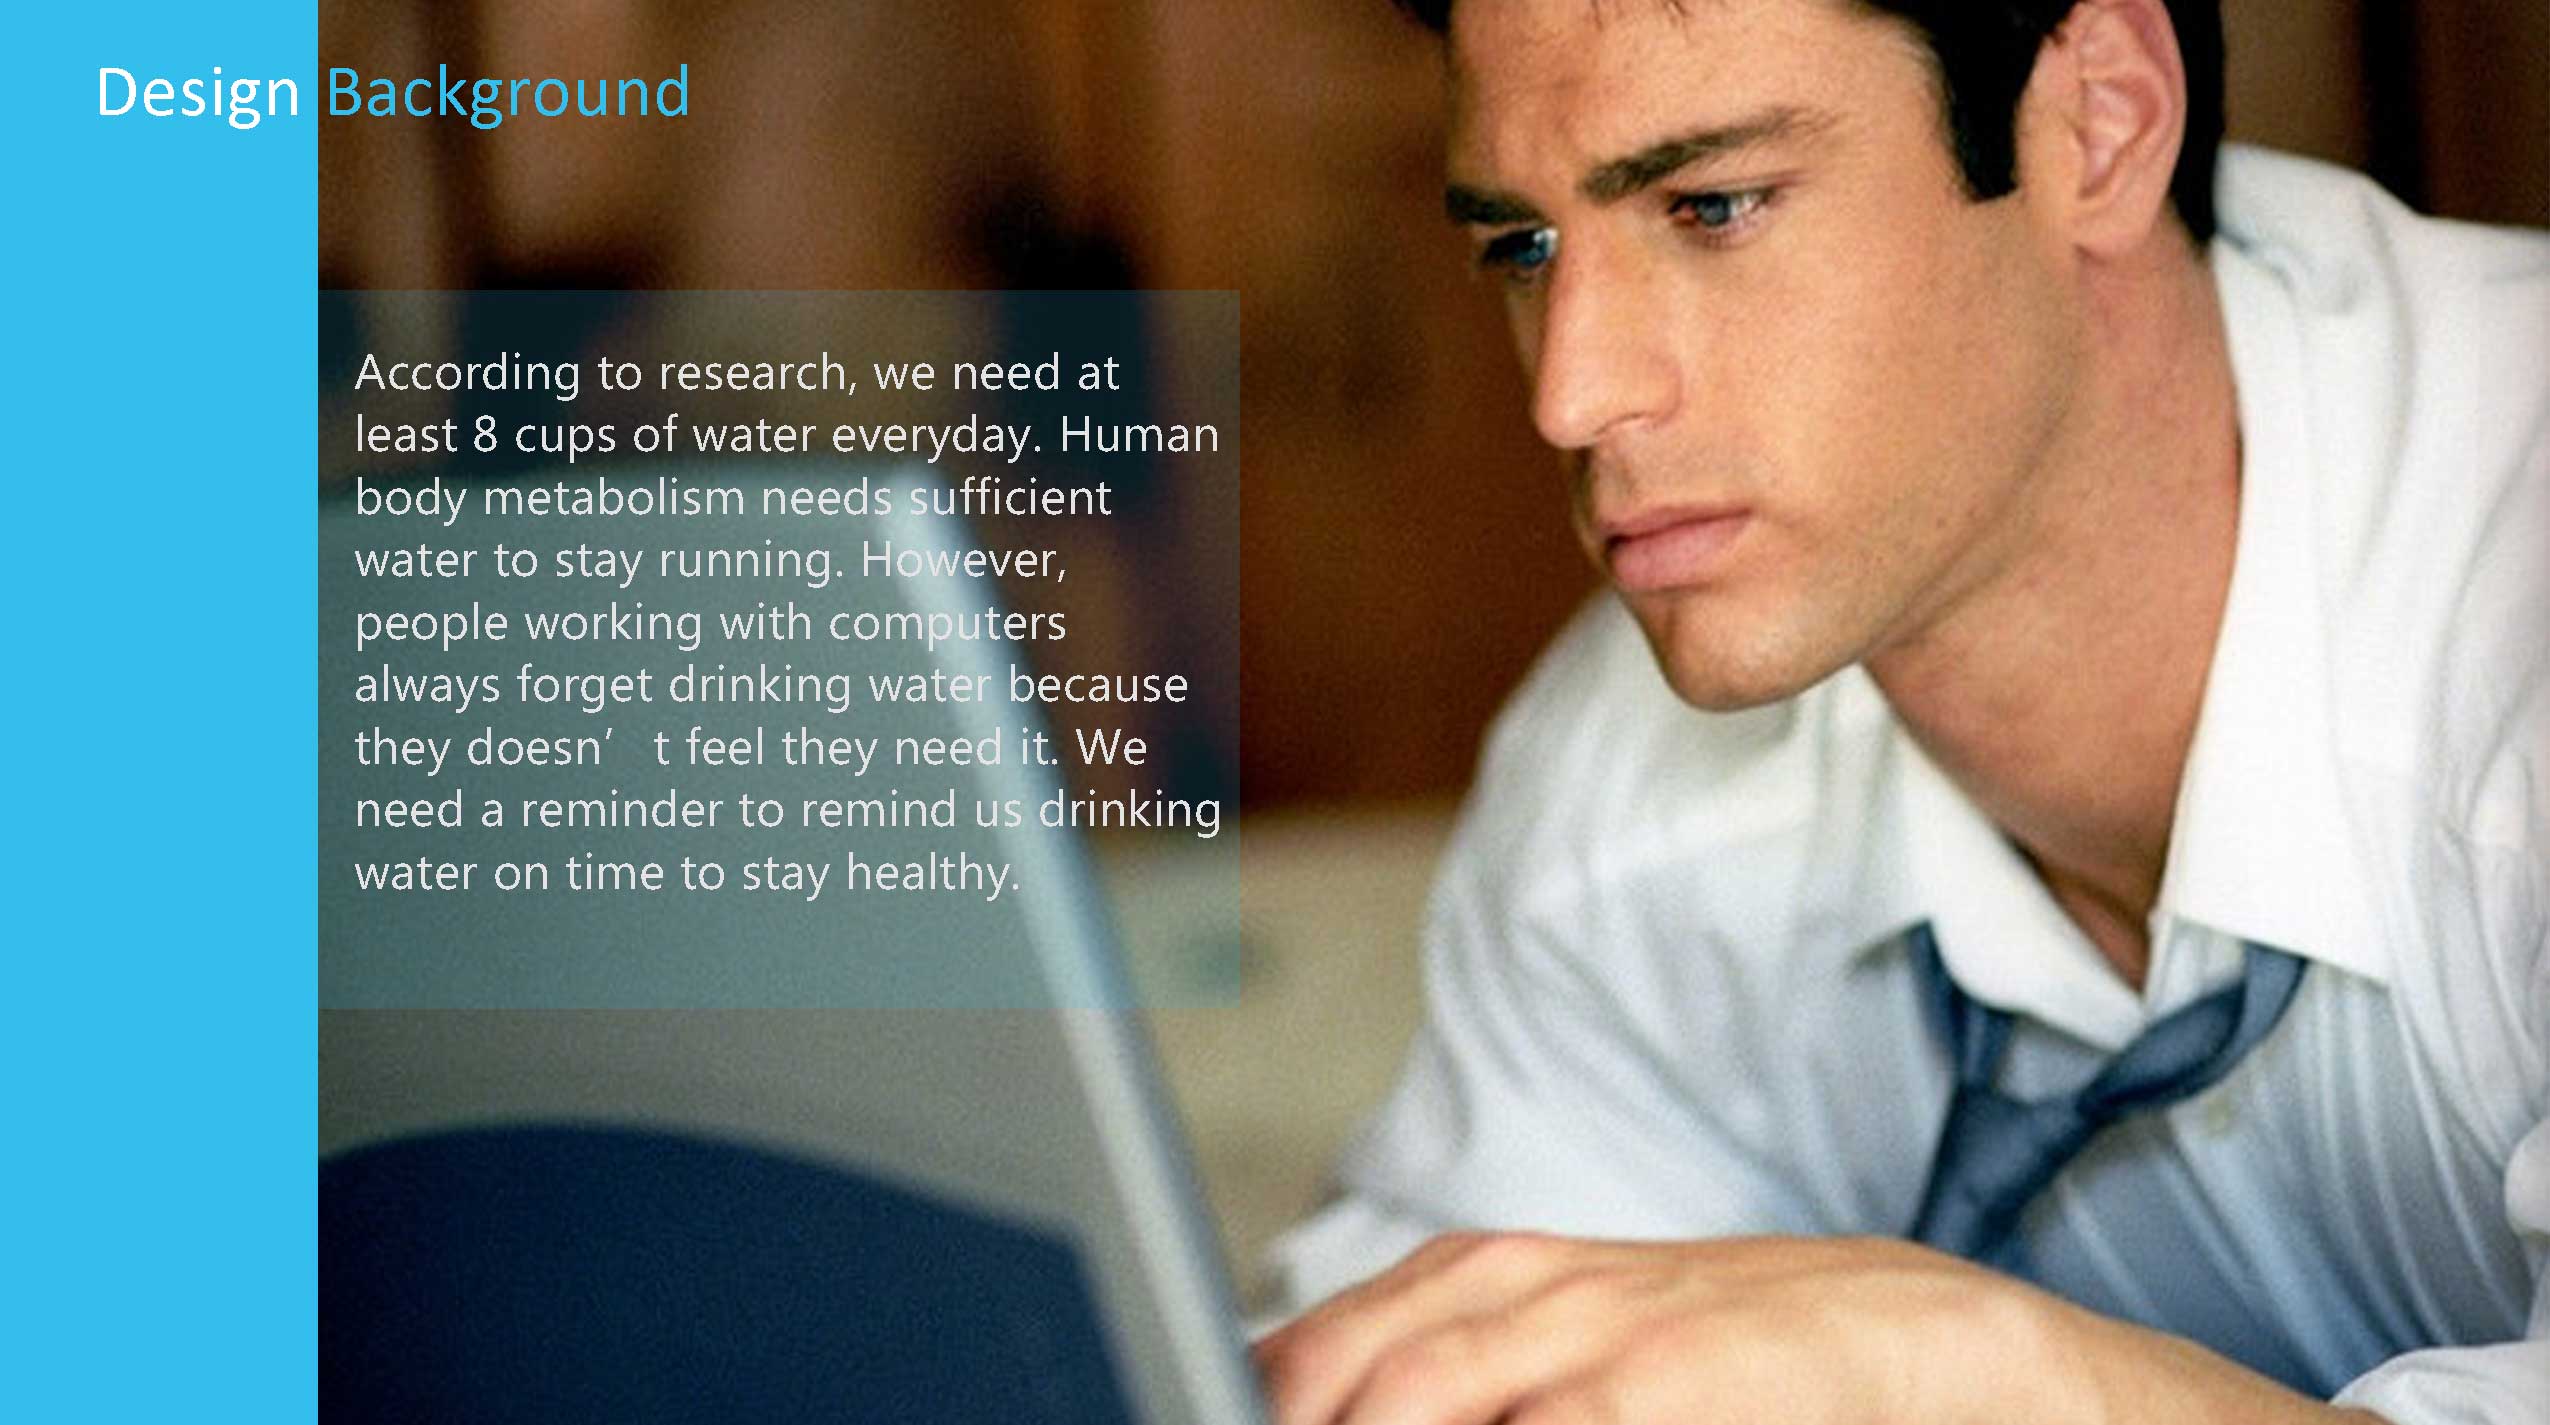 Design Background
According to research, we need at
least 8 cups of water everyday. Human
body metabolism needs sufficient
water to stay running. However,
people working with computers
always forget drinking water because
they doesn’ t feel they need it. We
need a reminder to remind us drinking
water on time to stay healthy.